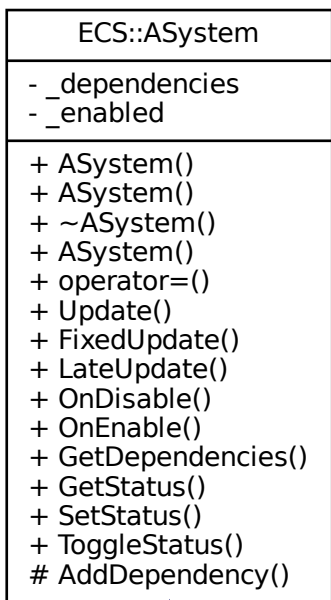 ECS::ASystem
- _dependencies
- _enabled
+ ASystem()
+ ASystem()
+ ~ASystem()
+ ASystem()
+ operator=()
+ Update()
+ FixedUpdate()
+ LateUpdate()
+ OnDisable()
+ OnEnable()
+ GetDependencies()
+ GetStatus()
+ SetStatus()
+ ToggleStatus()
# AddDependency()